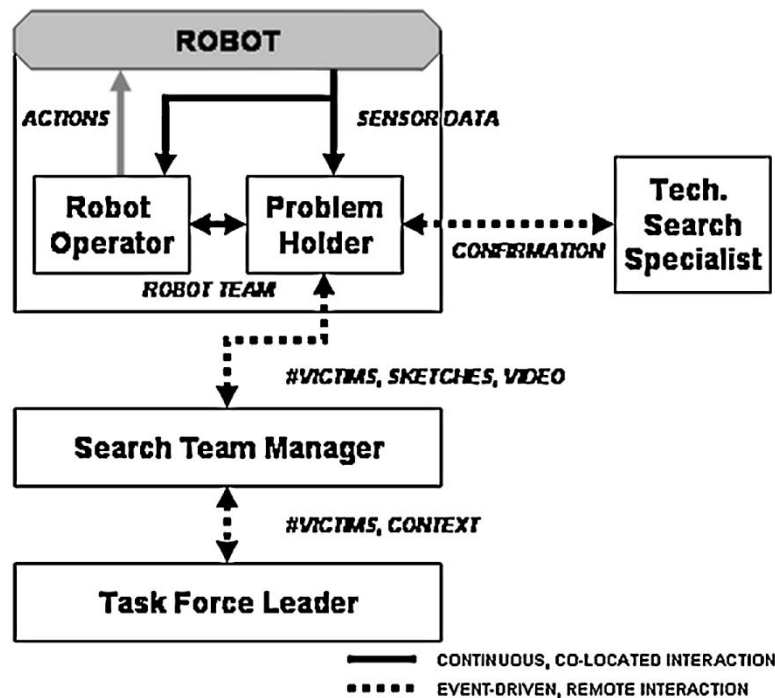 ROBOT
ACTIONS
SENSOR DATA
Robot
Operator
Problem
Holder
Tech.
Search
Specialist
CONFIRMATION
ROBOT TEAM
#VICTIMS, SKETCHES, VIDEO
Search Team Manager
#VICTIMS, CONTEXT
Task Force Leader
CONTINUOUS, CO-LOCATED INTERACTION
EVENT-DRIVEN, REMOTE INTERACTION